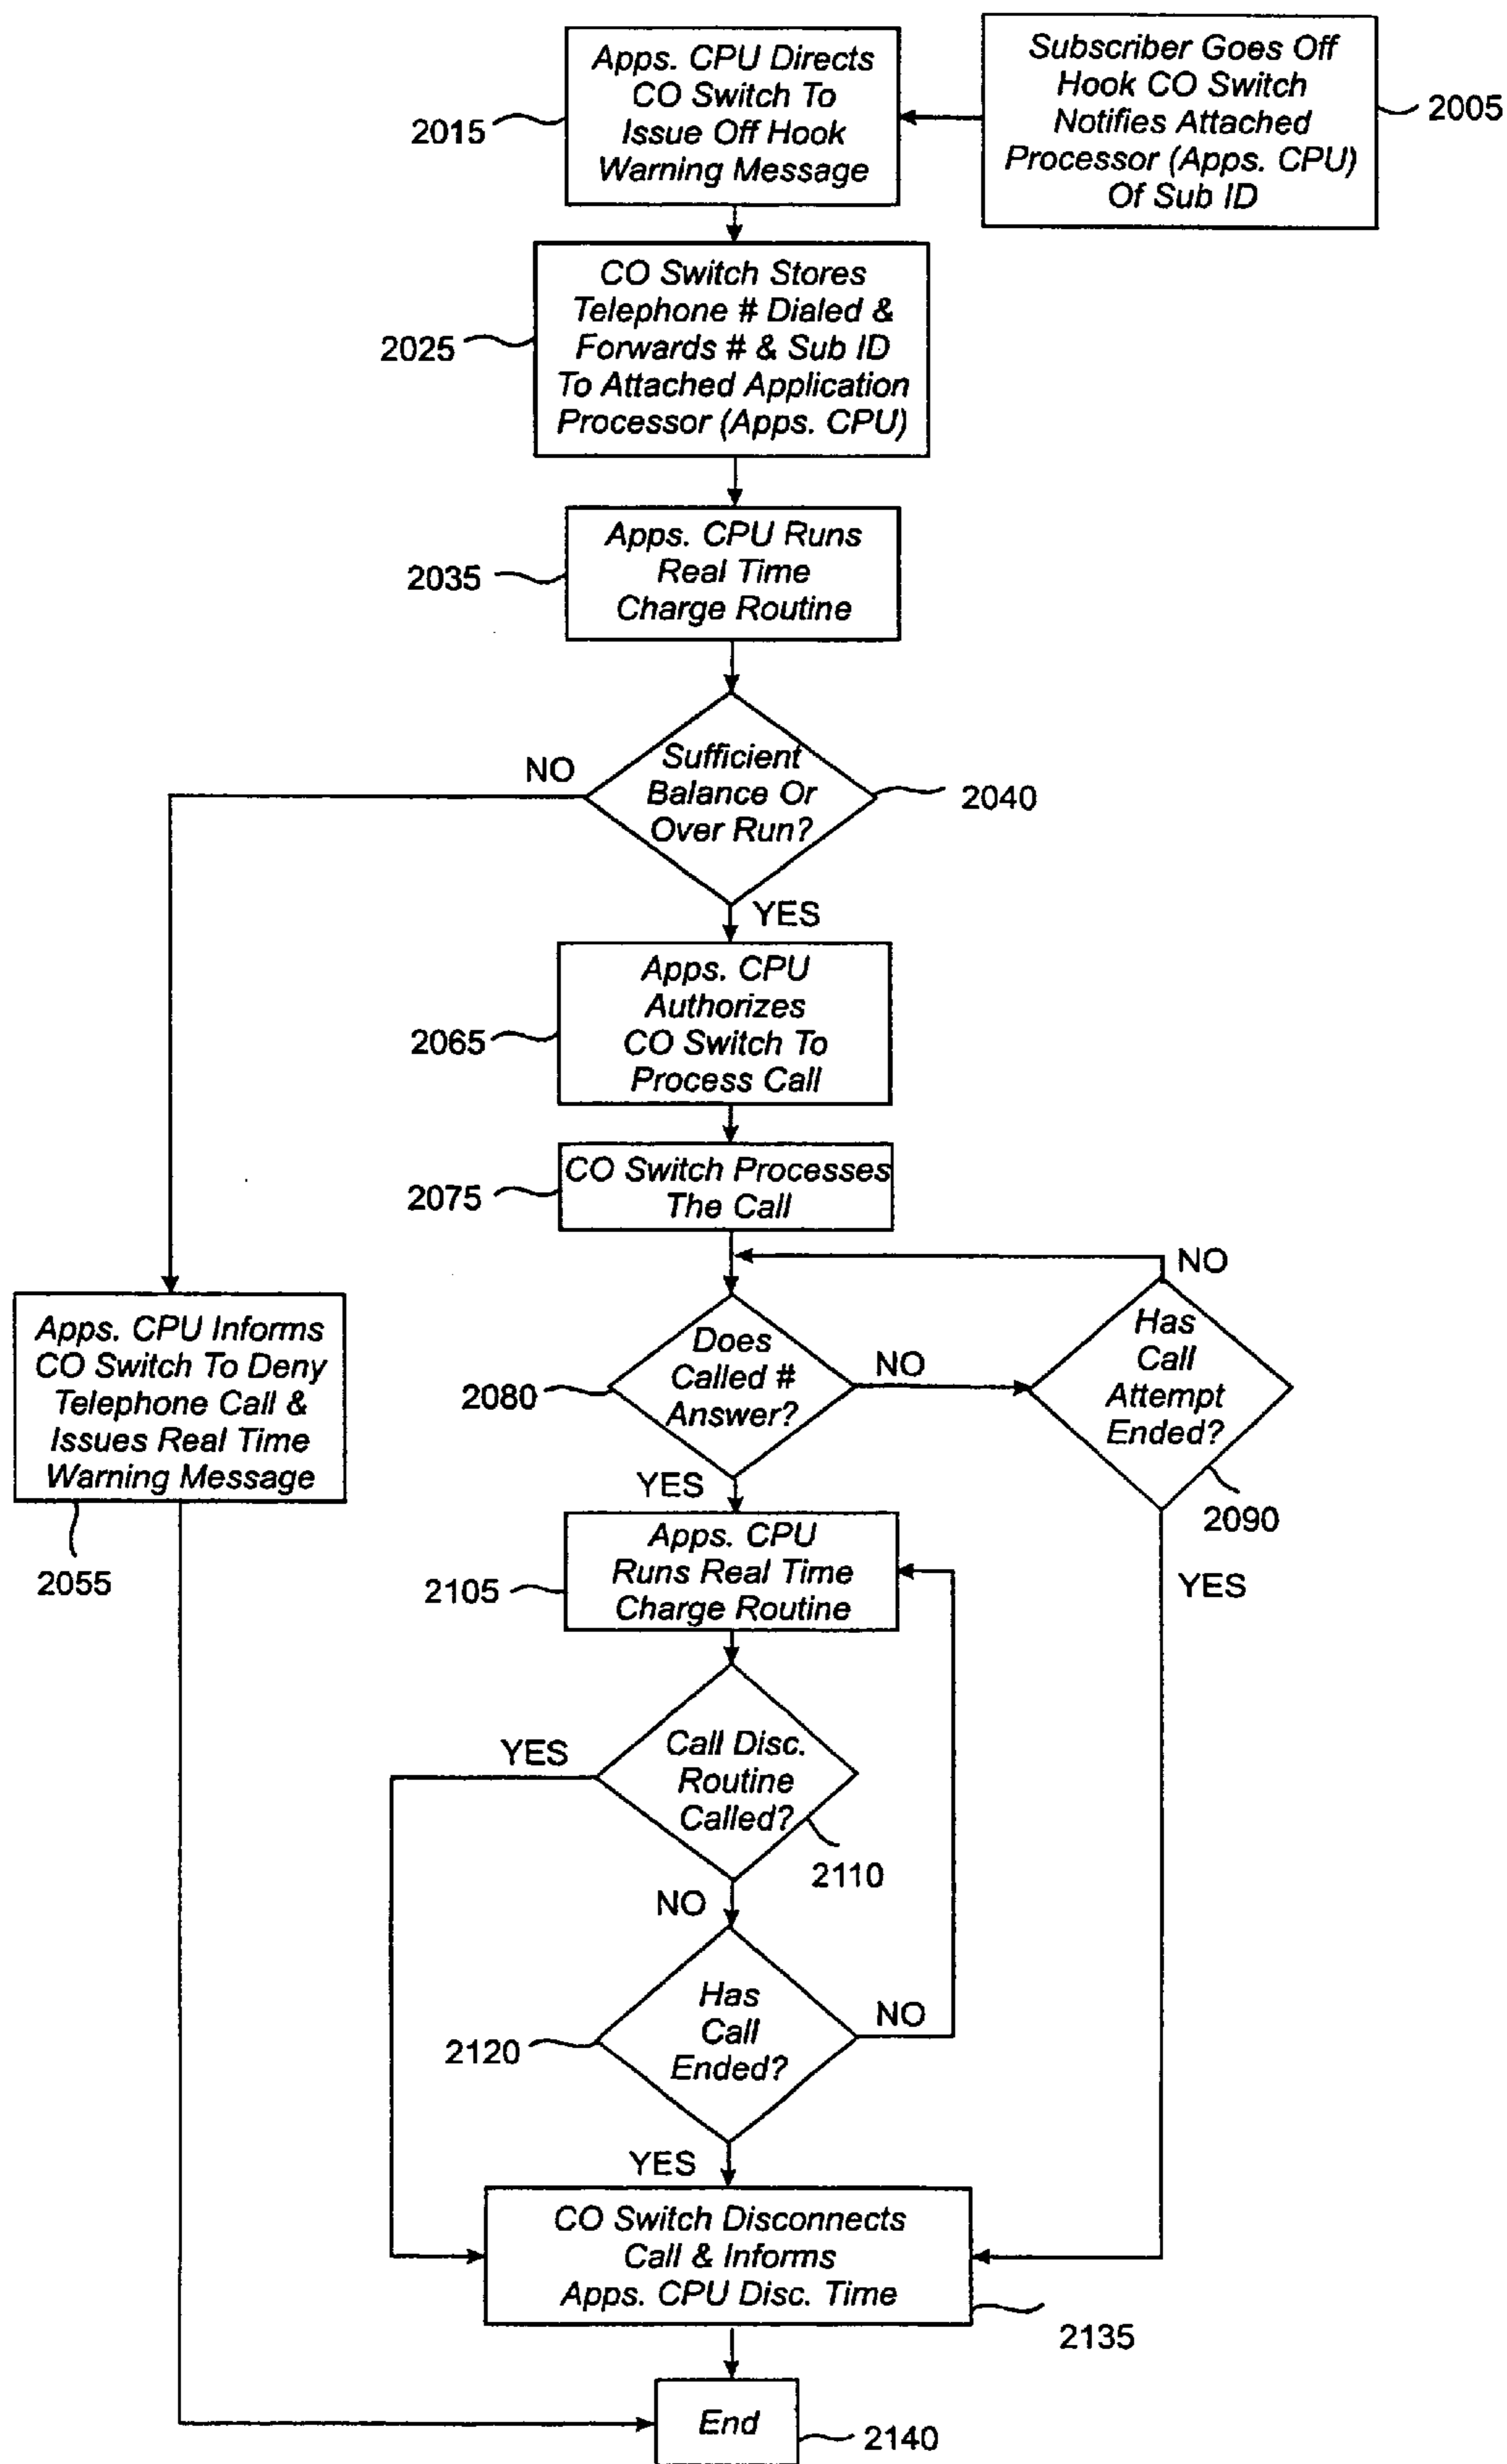 Subscriber Goes Off
Hook CO Switch
Notifies Attached
Processor (Apps. CPU)
Of Sub ID
2005
Apps. CPU Directs
CO Switch To
Issue Off Hook
Warning Message
2015
CO Switch Stores
Telephone # Dialed &
Forwards # & Sub ID
To Attached Application
Processor (Apps. CPU)
2025
Apps. CPU Runs
Real Time
Charge Routine
2035
Sufficient
Balance Or
Over Run?
2040
NO
YES
Apps. CPU
Authorizes
CO Switch To
Process Call
2065
CO Switch Processes
The Call
2075
Apps. CPU Informs
CO Switch To Deny
Telephone Call &
Issues Real Time
Warning Message
2055
Does
Called #
Answer?
2080
NO
YES
Has
Call
Attempt
Ended?
2090
NO
YES
Apps. CPU
Runs Real Time
Charge Routine
2105
Call Disc.
Routine
Called?
2110
YES
NO
Has
Call
Ended?
2120
NO
YES
CO Switch Disconnects
Call & Informs
Apps. CPU Disc. Time
2135
End
2140